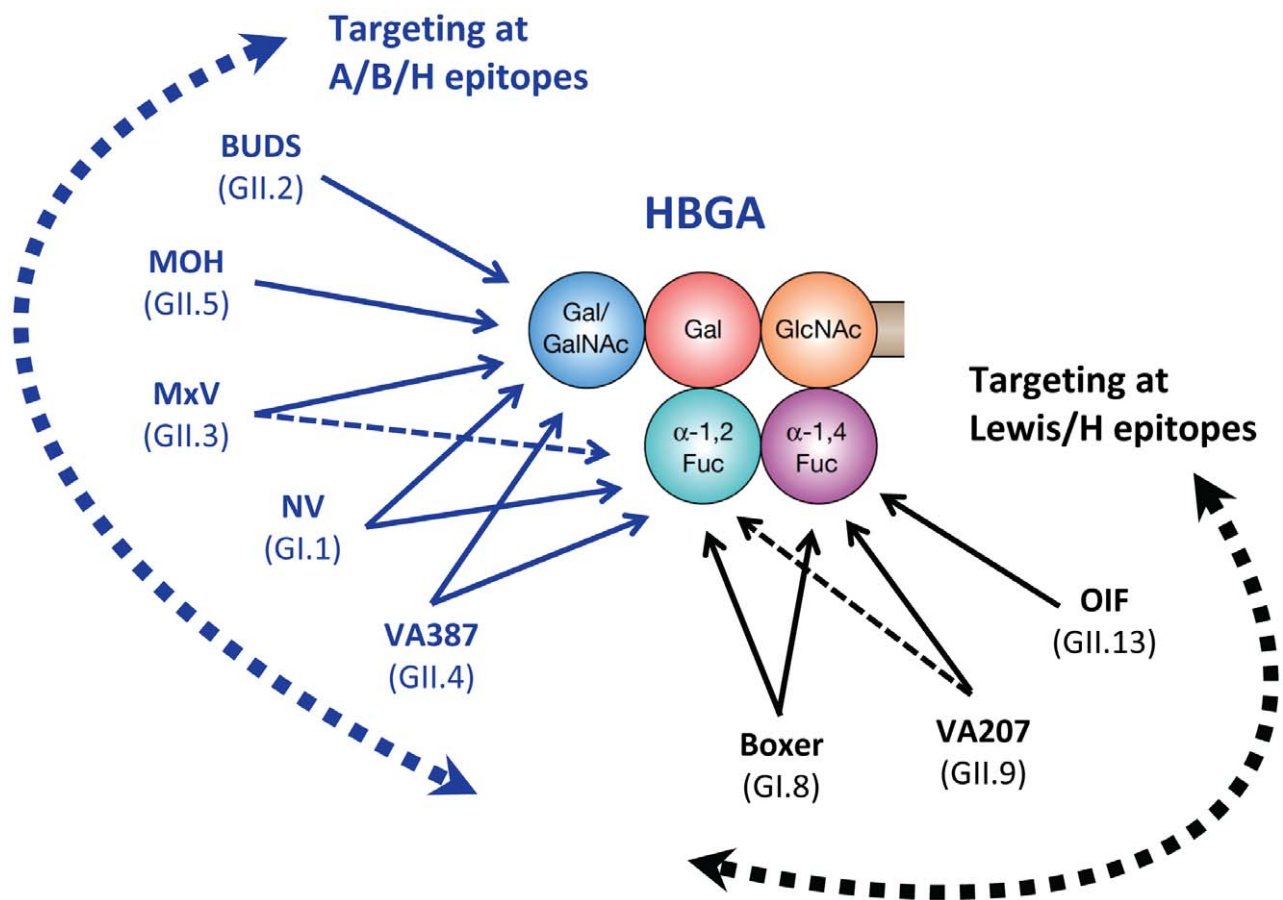 Targeting at
A/B/H epitopes
BUDS
(GII.2)
HBGA
MOH
(GII.5)
Gal/
GalNAc
Gal
GlcNAc
MxV
(GII.3)
Targeting at
Lewis/H epitopes
α-1,2
Fuc
α-1,4
Fuc
NV
(GI.1)
VA387
(GII.4)
OIF
(GII.13)
Boxer
(GI.8)
VA207
(GII.9)